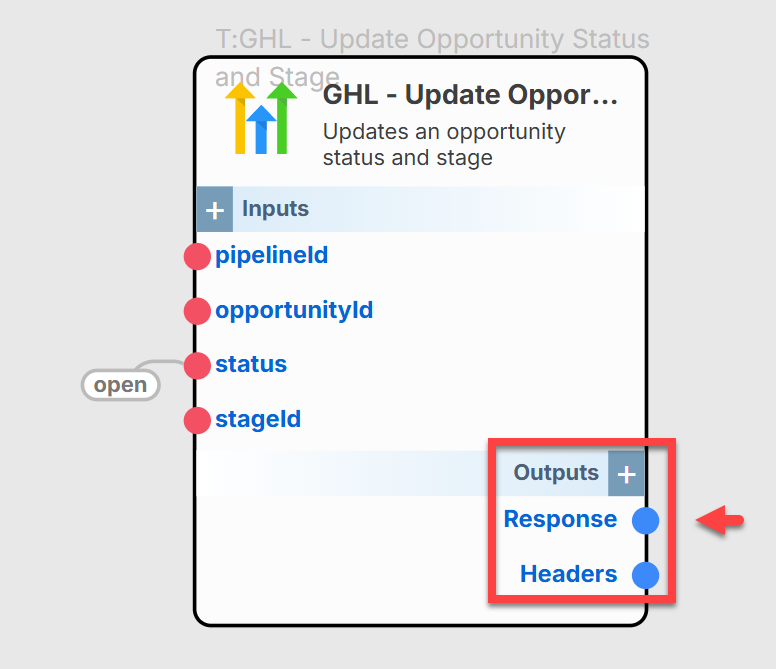 T:GHL - Update Opportunity Status
and Stage
GHL - Update Oppor...
Updates an opportunity
status and stage
+ Inputs
pipelineId
opportunityId
open
status
stageId
Outputs +
Response
Headers